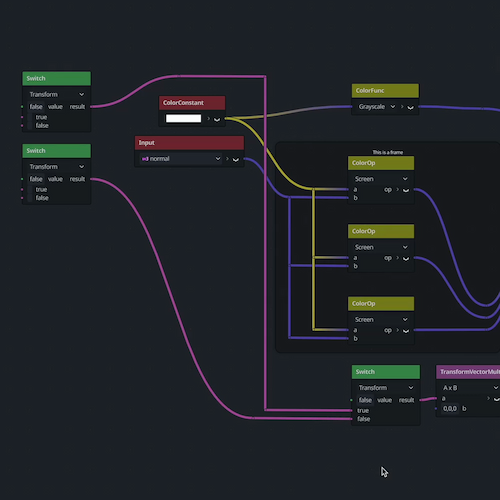 Switch
Transform
false value result
true
false
Switch
Transform
false value result
true
false
ColorConstant
Input
normal
ColorFunc
Grayscale
This is a frame
ColorOp
Screen
a op
b
ColorOp
Screen
a op
b
ColorOp
Screen
a op
b
Switch
Transform
false value result
true
false
TransformVectorMult
A x B
a
0,0,0 b